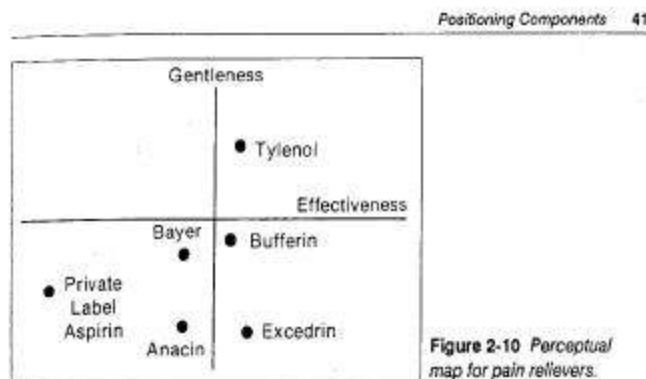 Positioning Components 41
Gentleness
Tylenol
Effectiveness
Bayer
Bufferin
Private
Label
Aspirin
Anacin
Excedrin
Figure 2-10 Perceptual
map for pain relievers.